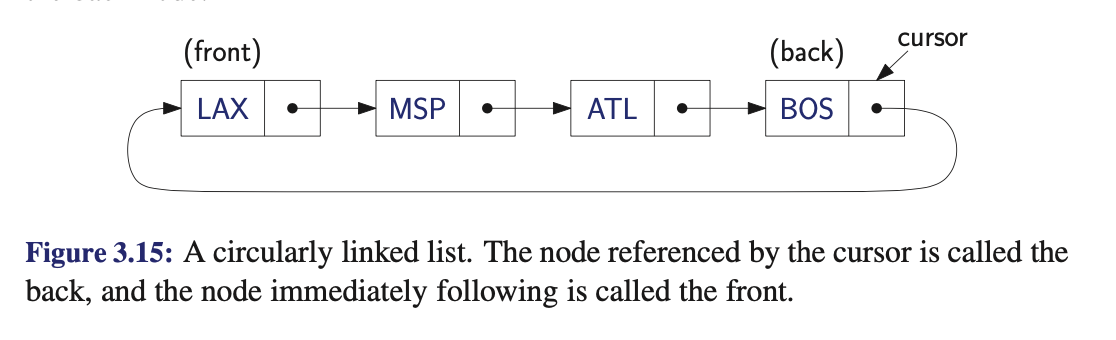 (front)
(back)
cursor
LAX
MSP
ATL
BOS
Figure 3.15: A circularly linked list. The node referenced by the cursor is called the
back, and the node immediately following is called the front.